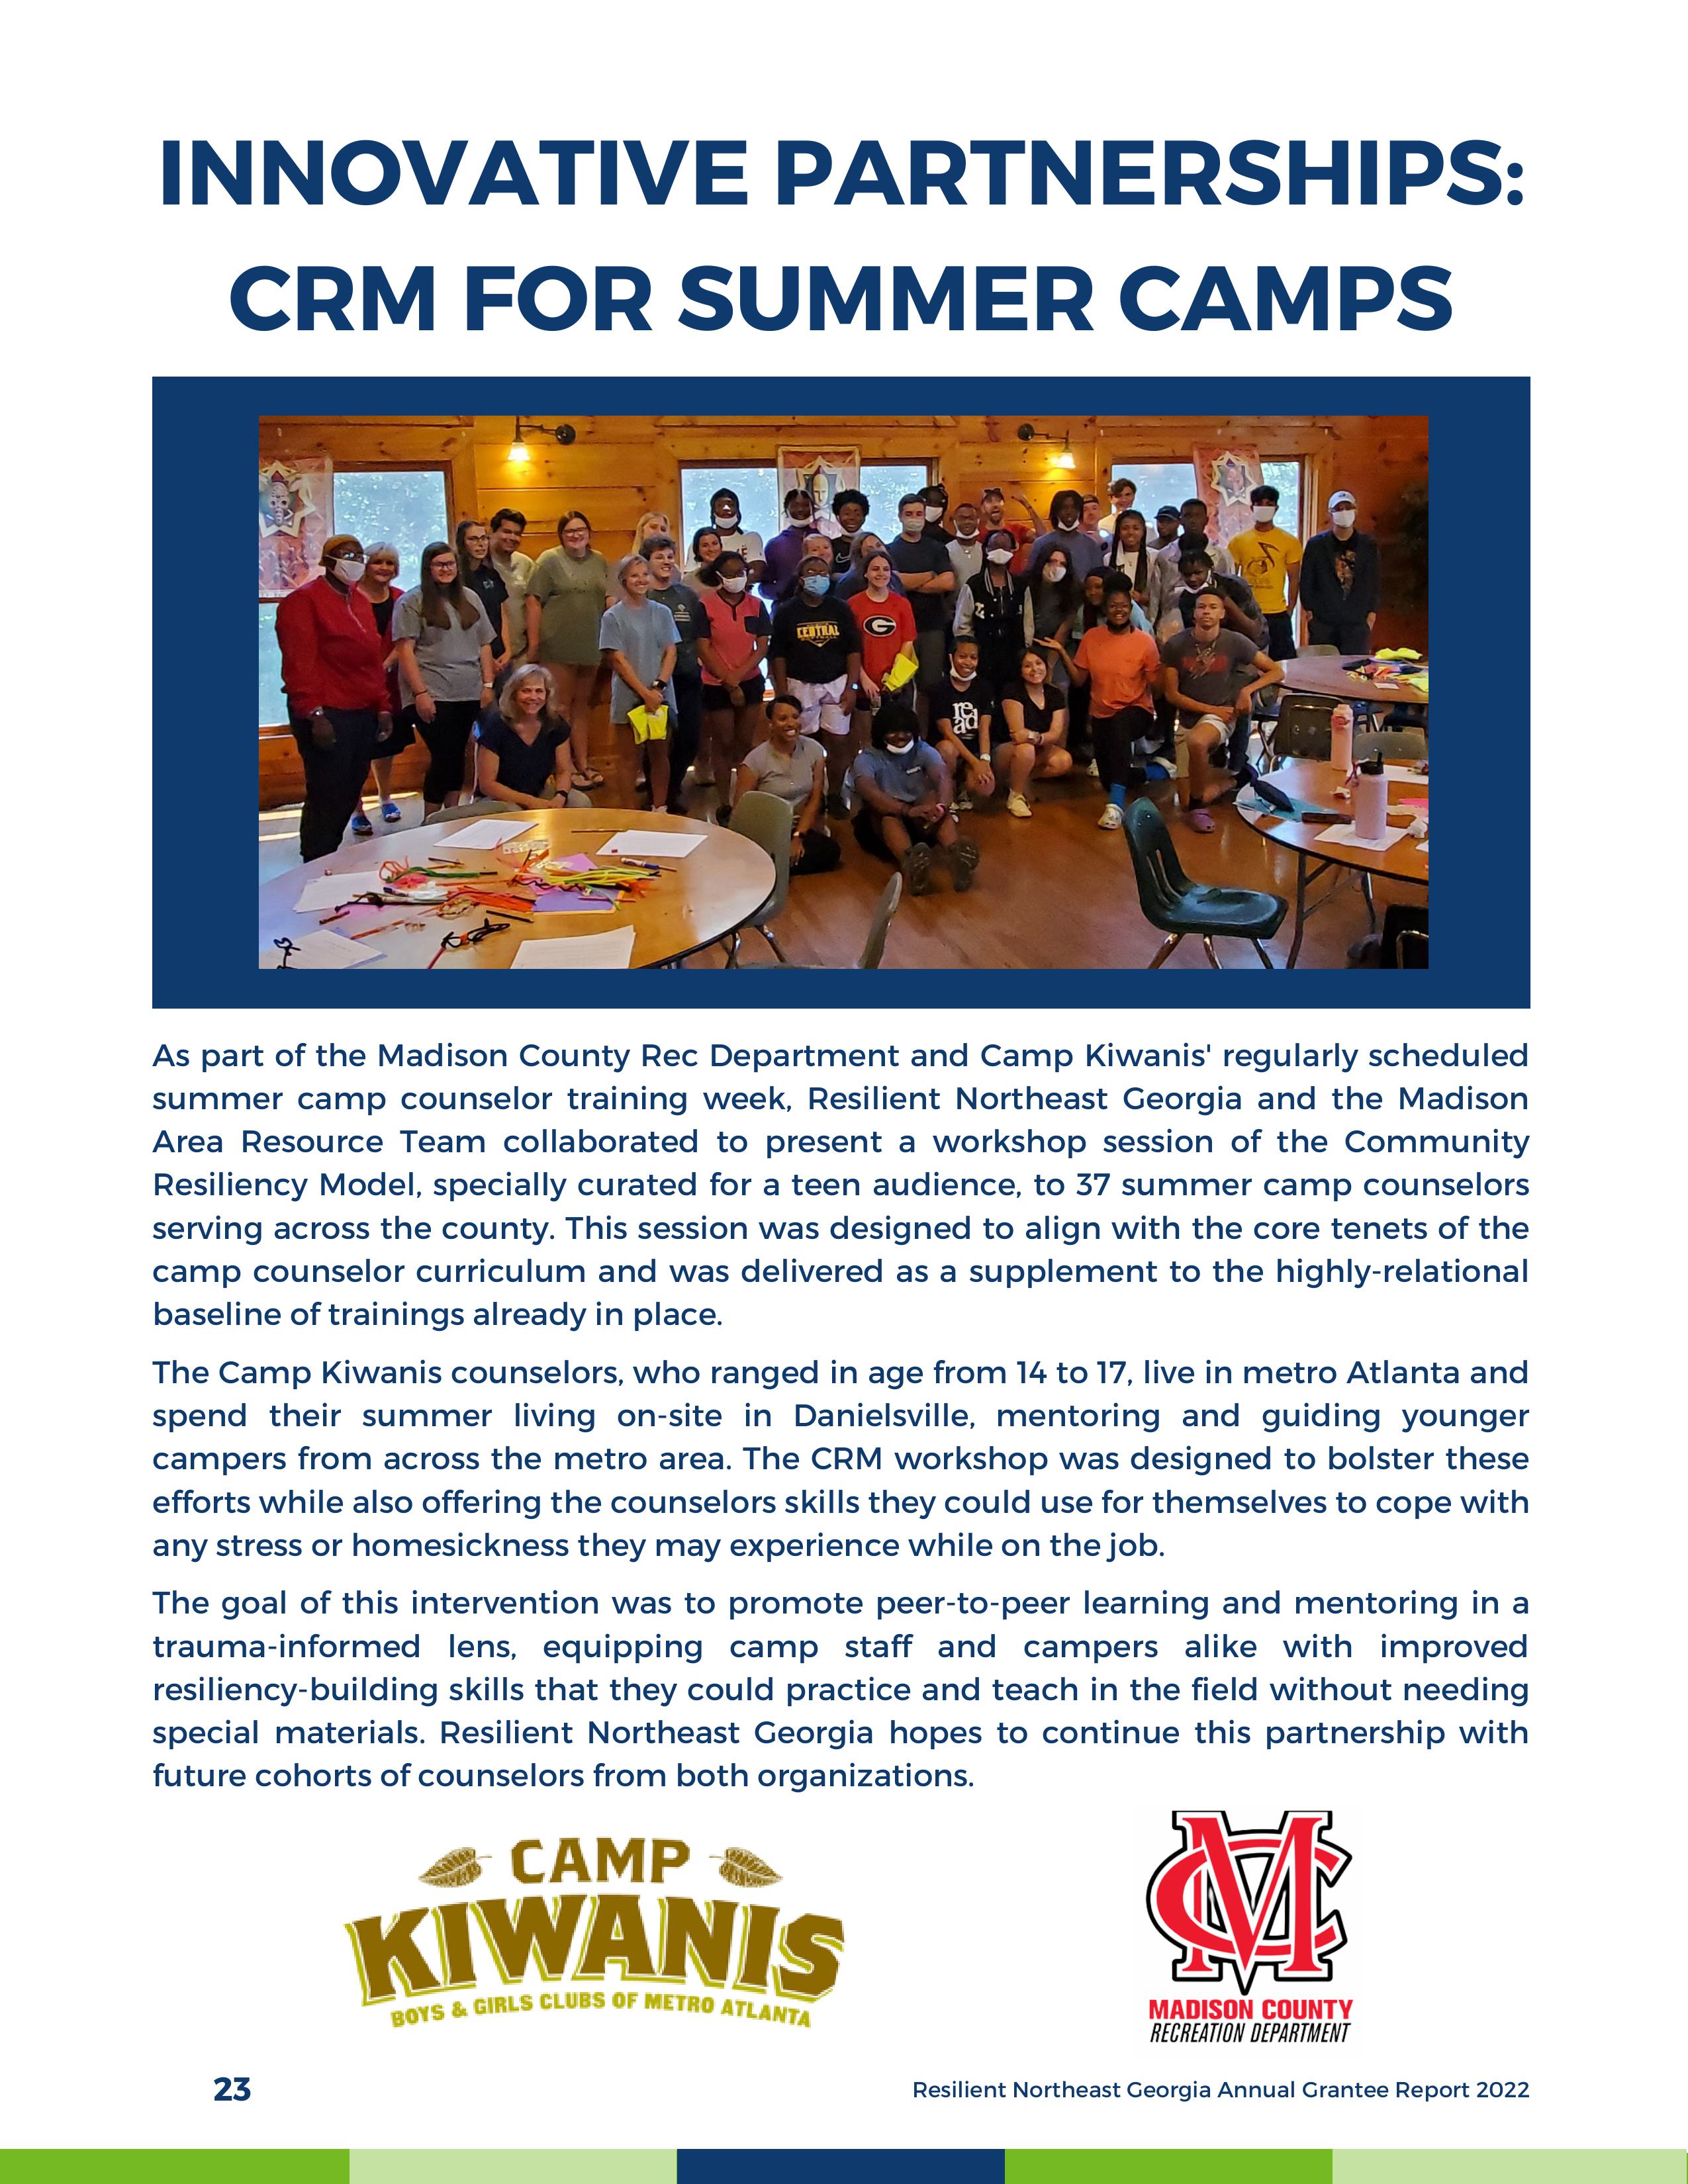 INNOVATIVE PARTNERSHIPS:
CRM FOR SUMMER CAMPS
CENTRAL
G
re
ad
As part of the Madison County Rec Department and Camp Kiwanis' regularly scheduled
summer camp counselor training week, Resilient Northeast Georgia and the Madison
Area Resource Team collaborated to present a workshop session of the Community
Resiliency Model, specially curated for a teen audience, to 37 summer camp counselors
serving across the county. This session was designed to align with the core tenets of the
camp counselor curriculum and was delivered as a supplement to the highly-relational
baseline of trainings already in place.
The Camp Kiwanis counselors, who ranged in age from 14 to 17, live in metro Atlanta and
spend their summer living on-site in Danielsville, mentoring and guiding younger
campers from across the metro area. The CRM workshop was designed to bolster these
efforts while also offering the counselors skills they could use for themselves to cope with
any stress or homesickness they may experience while on the job.
The goal of this intervention was to promote peer-to-peer learning and mentoring in a
trauma-informed lens, equipping camp staff and campers alike with improved
resiliency-building skills that they could practice and teach in the field without needing
special materials. Resilient Northeast Georgia hopes to continue this partnership with
future cohorts of counselors from both organizations.
CAMP
KIWANIS
BOYS & GIRLS CLUBS OF METRO ATLANTA
MC
MADISON COUNTY
RECREATION DEPARTMENT
23
Resilient Northeast Georgia Annual Grantee Report 2022